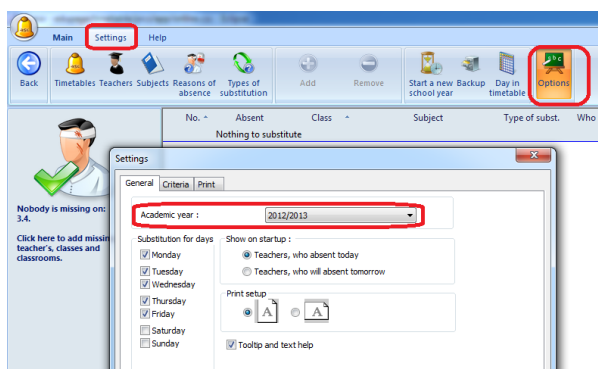 Main Settings Help
Back Timetables Teachers Subjects Reasons of absence Types of substitution Add Remove Start a new school year Backup Day in timetable Options
No. Absent Class Subject Type of subst. Who
Nothing to substitute
Nobody is missing on:
3.4.
Click here to add missin
teacher's, classes and
classrooms.
Settings
General Criteria Print
Academic year : 2012/2013
Substitution for days Show on startup :
Monday Teachers, who absent today
Tuesday Teachers, who will absent tomorrow
Wednesday
Thursday Print setup
Friday A A
Saturday
Sunday Tooltip and text help